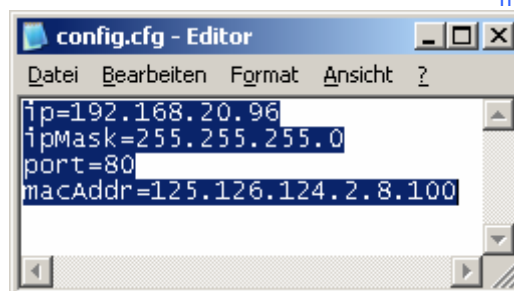 config.cfg - Editor
Datei Bearbeiten Format Ansicht ?
ip=192.168.20.96
ipMask=255.255.255.0
port=80
macAddr=125.126.124.2.8.100